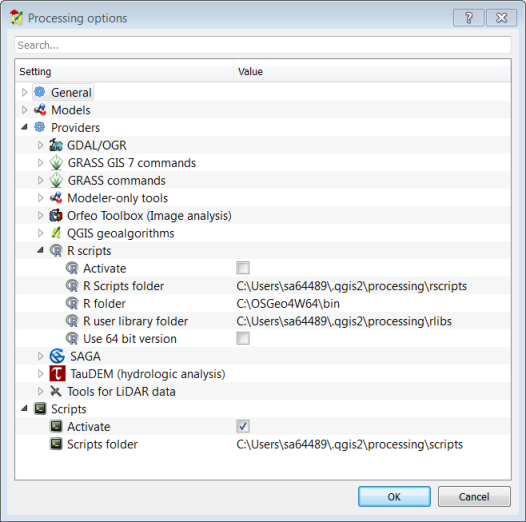 Processing options
Search...
Setting Value
General
Models
Providers
GDAL/OGR
GRASS GIS 7 commands
GRASS commands
Modeler-only tools
Orfeo Toolbox (Image analysis)
QGIS geoalgorithms
R scripts
Activate
R Scripts folder C:\Users\sa64489\.qgis2\processing\rscripts
R folder C:\OSGeo4W64\bin
R user library folder C:\Users\sa64489\.qgis2\processing\rlibs
Use 64 bit version
SAGA
TauDEM (hydrologic analysis)
Tools for LiDAR data
Scripts
Activate
Scripts folder C:\Users\sa64489\.qgis2\processing\scripts
OK Cancel